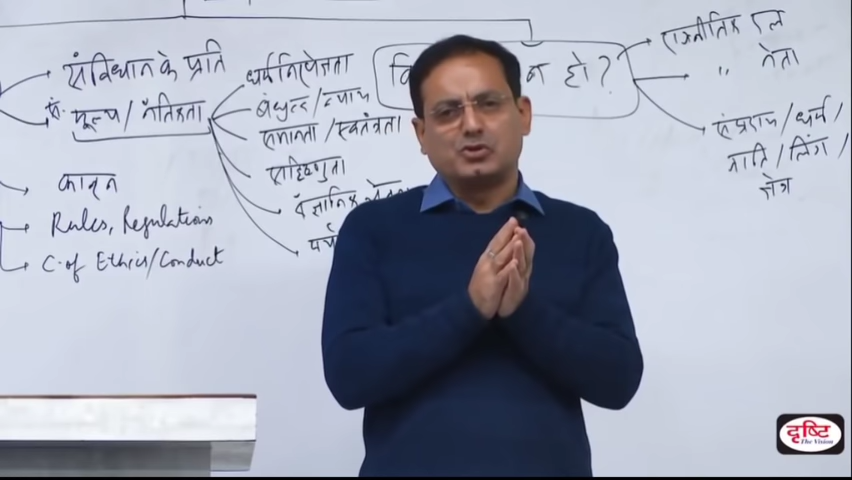 संविधान के प्रति
सं. मूल्य / नैतिकता
कानून
Rules, Regulations
C. of Ethics/Conduct
धर्मनिरपेक्षता
बंधुत्व / न्याय
समानता / स्वतंत्रता
सहिष्णुता
वैज्ञानिक
न हो?
राजनीतिक दल
" नेता
संप्रदाय / धर्म /
जाति / लिंग /
क्षेत्र
दृष्टि
The Vision